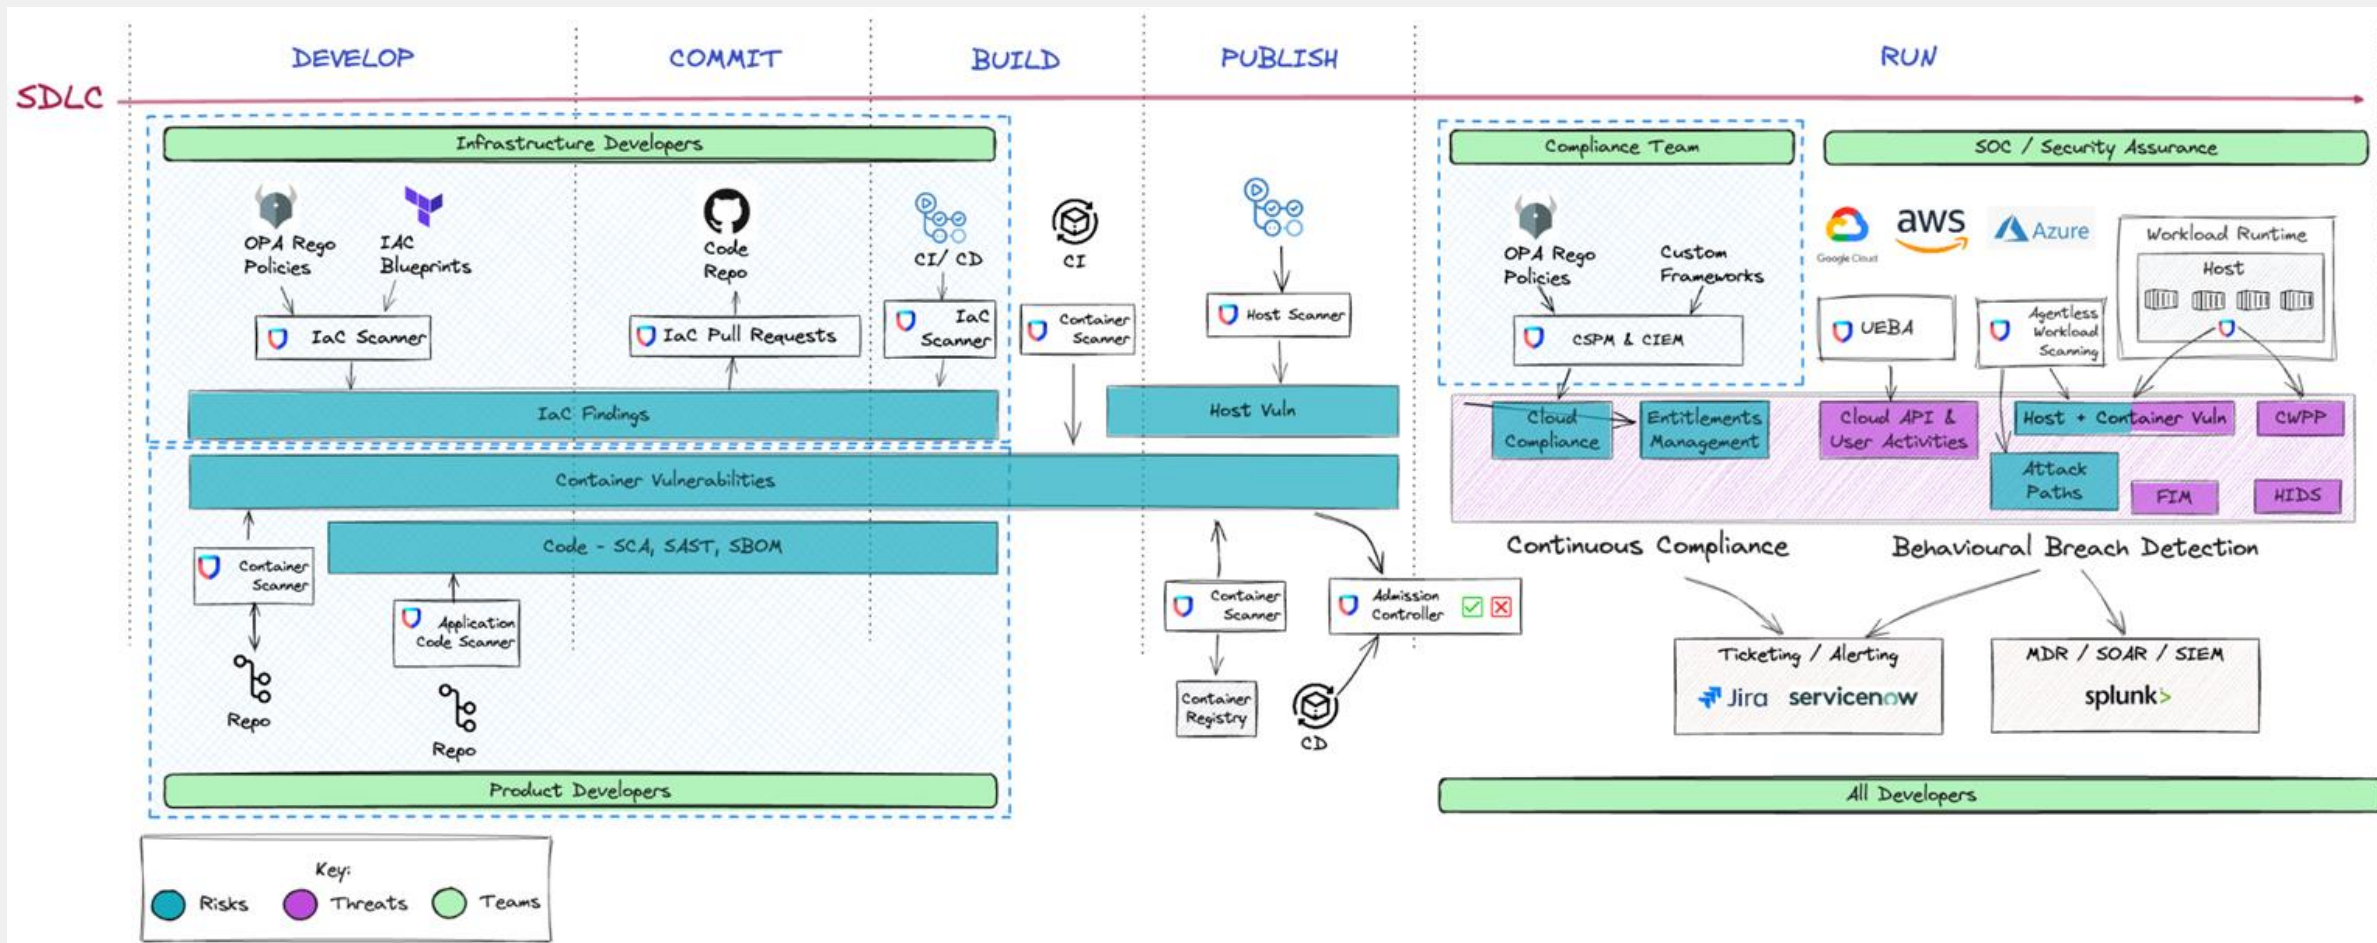 DEVELOP
COMMIT
BUILD
PUBLISH
RUN
SDLC
Infrastructure Developers
Compliance Team
SOC / Security Assurance
OPA Rego
Policies
IAC
Blueprints
Code
Repo
CI/ CD
CI
OPA Rego
Policies
Custom
Frameworks
Google Cloud
aws
Azure
Workload Runtime
Host
IaC Scanner
IaC Pull Requests
IaC
Scanner
Container
Scanner
Host Scanner
CSPM & CIEM
UEBA
Agentless
Workload
Scanning
IaC Findings
Host Vuln
Cloud
Compliance
Entitlements
Management
Cloud API &
User Activities
Host + Container Vuln
CWPP
Attack
Paths
FIM
HIDS
Container Vulnerabilities
Code - SCA, SAST, SBOM
Container
Scanner
Application
Code Scanner
Repo
Repo
Container
Scanner
Admission
Controller
Container
Registry
CD
Continuous Compliance
Behavioural Breach Detection
Ticketing / Alerting
Jira
servicenow
MDR / SOAR / SIEM
splunk>
Product Developers
All Developers
Key:
Risks
Threats
Teams